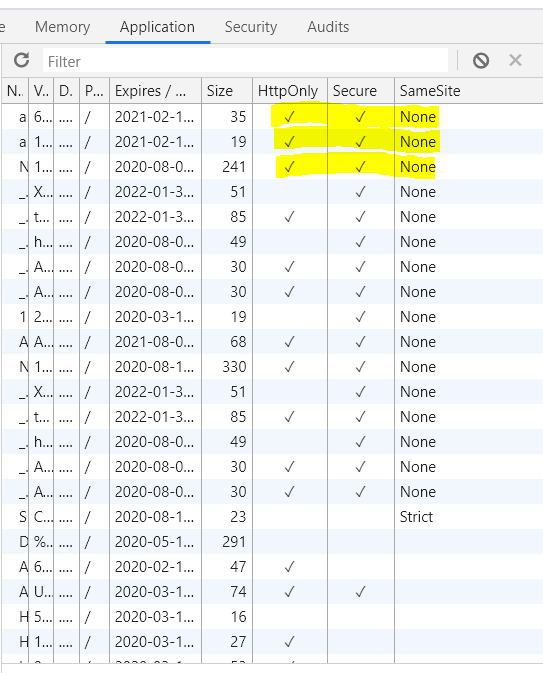 e Memory Application Security Audits
Filter
N. V.. D. P... Expires / ... Size HttpOnly Secure SameSite
a 6... .... / 2021-02-1... 35 ✓ ✓ None
a 1... .... / 2021-02-1... 19 ✓ ✓ None
N 1... .... / 2020-08-0... 241 ✓ ✓ None
_. X... .... / 2022-01-3... 51 ✓ None
_. t... .... / 2022-01-3... 85 ✓ ✓ None
_. h... .... / 2020-08-0... 49 ✓ None
_. A... .... / 2020-08-0... 30 ✓ ✓ None
_. A... .... / 2020-08-0... 30 ✓ ✓ None
1 2... .... / 2020-03-1... 19 ✓ None
A A... .... / 2021-08-0... 68 ✓ ✓ None
N 1... .... / 2020-08-1... 330 ✓ ✓ None
_. X... .... / 2022-01-3... 51 ✓ None
_. t... .... / 2022-01-3... 85 ✓ ✓ None
_. h... .... / 2020-08-0... 49 ✓ None
_. A... .... / 2020-08-0... 30 ✓ ✓ None
_. A... .... / 2020-08-0... 30 ✓ ✓ None
S C... .... / 2020-08-1... 23 Strict
D %.. .... / 2020-05-1... 291
A 6... .... / 2020-02-1... 47 ✓
A U... .... / 2020-03-1... 74 ✓ ✓
H 5... .... / 2020-03-1... 16
H 1... .... / 2020-03-1... 27 ✓